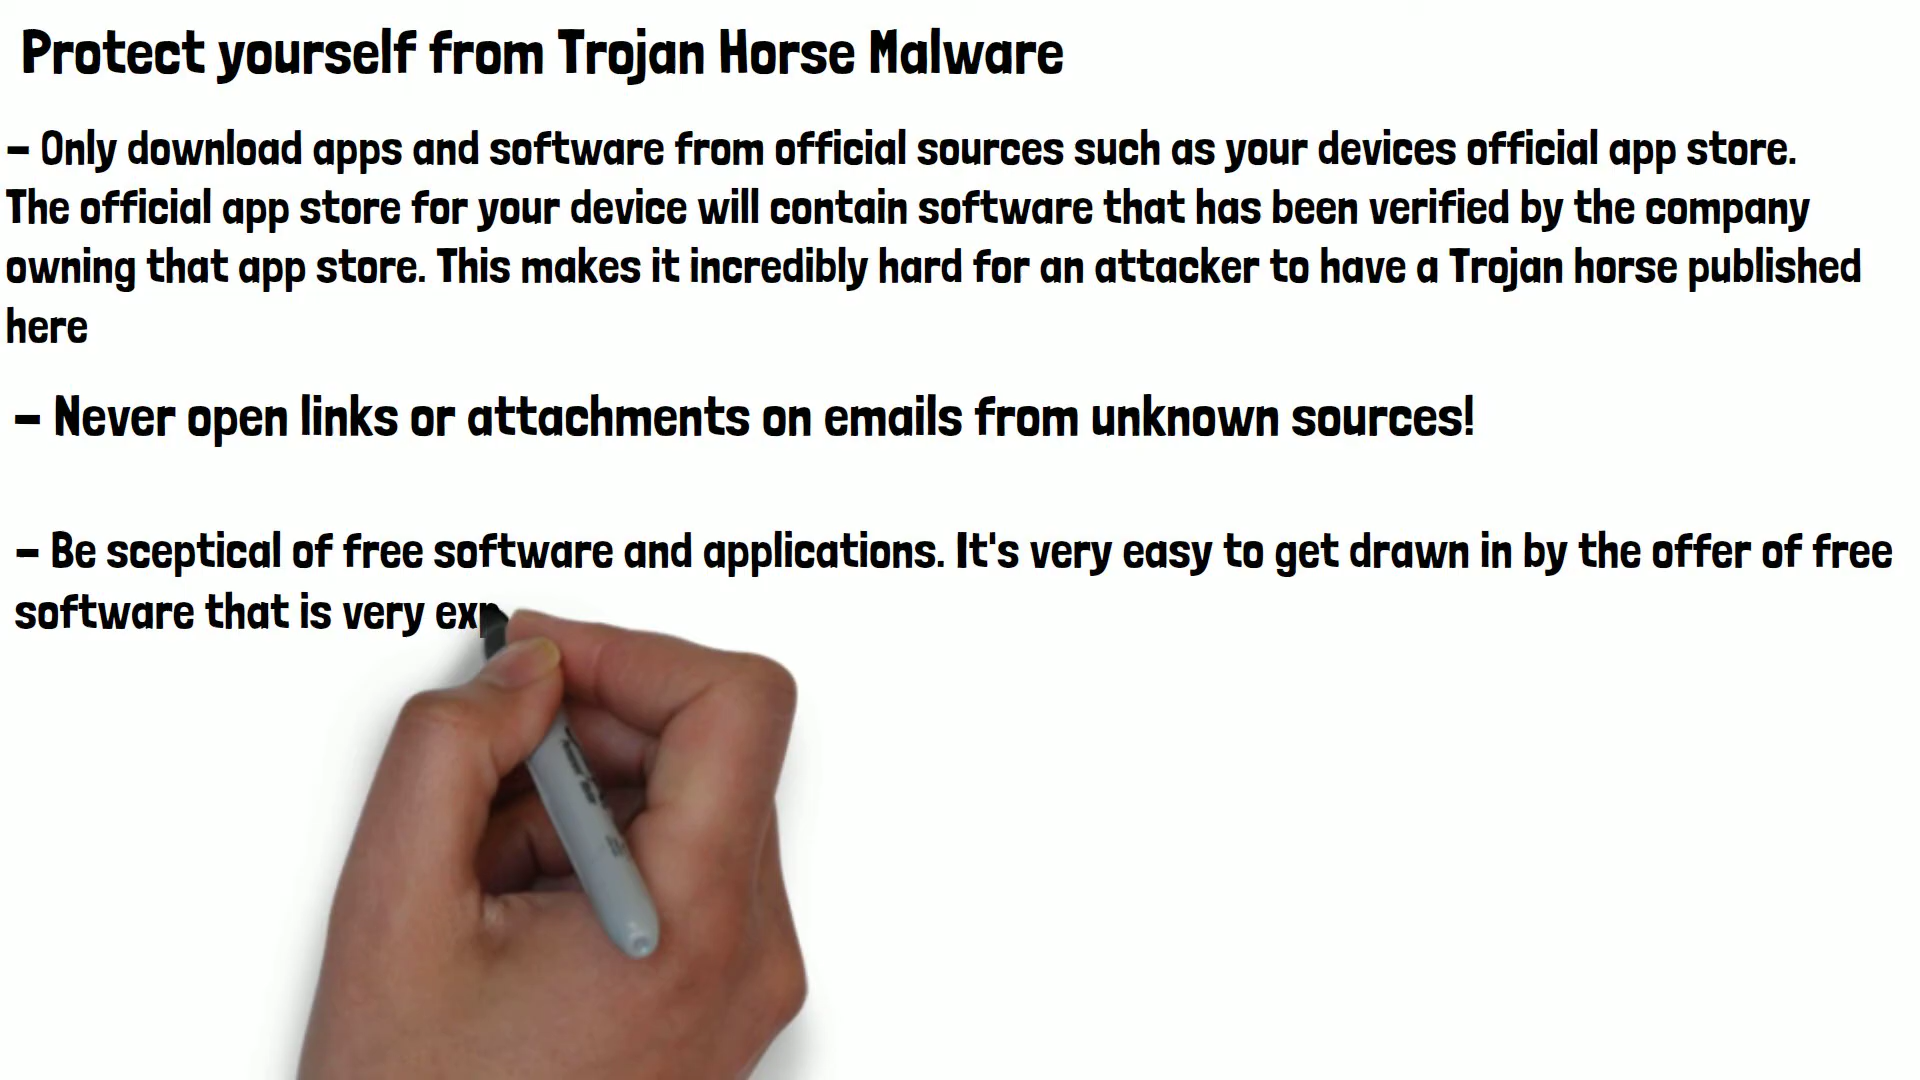 Protect yourself from Trojan Horse Malware
- Only download apps and software from official sources such as your devices official app store.
The official app store for your device will contain software that has been verified by the company
owning that app store. This makes it incredibly hard for an attacker to have a Trojan horse published
here
- Never open links or attachments on emails from unknown sources!
- Be sceptical of free software and applications. It's very easy to get drawn in by the offer of free
software that is very exp